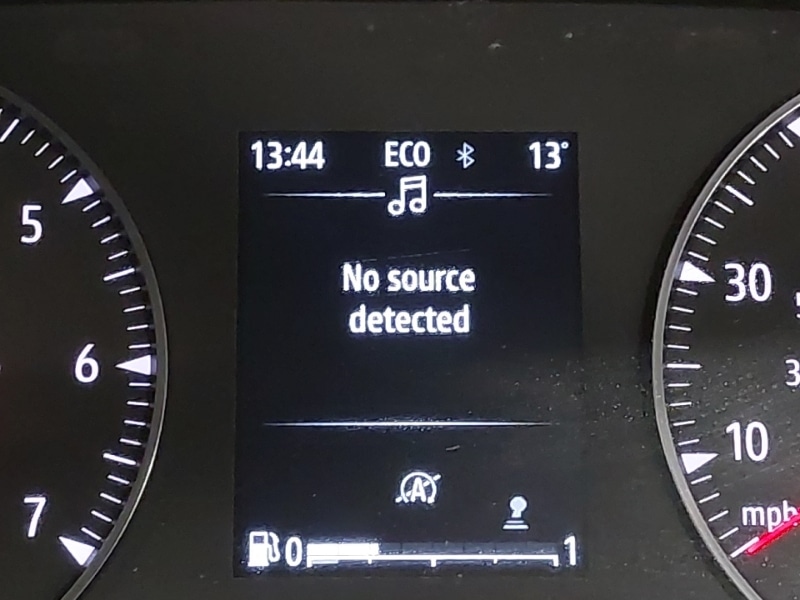 13:44 ECO 13°
No source
detected
A
0 1
5
6
7
30
10
mph